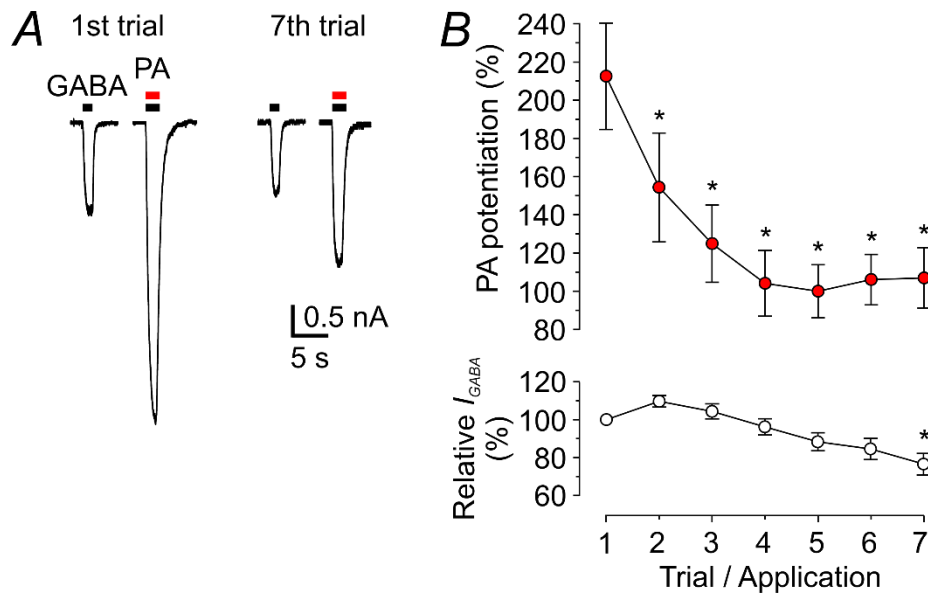 A
1st trial
7th trial
GABA
PA
0.5 nA
5 s
B
PA potentiation (%)
240
220
200
180
160
140
120
100
80
*
*
*
*
*
*
Relative I_GABA
(%)
120
100
80
60
*
1
2
3
4
5
6
7
Trial / Application